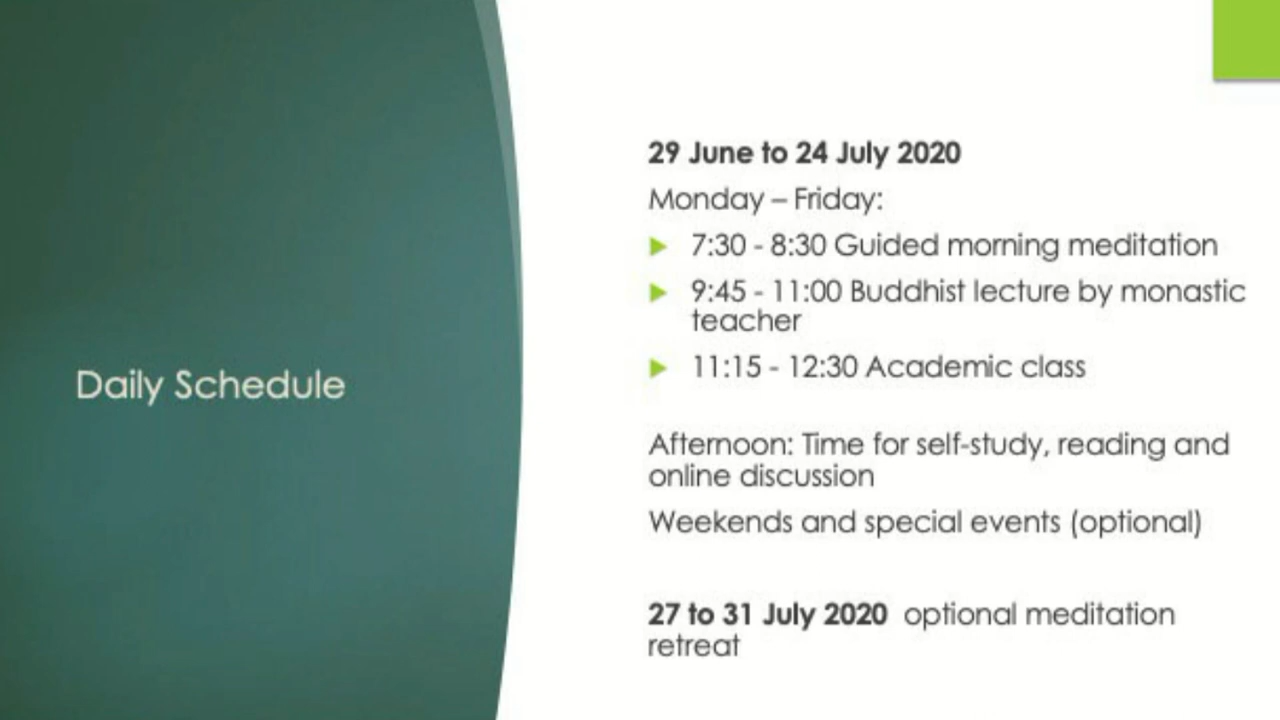 Daily Schedule
29 June to 24 July 2020
Monday – Friday:
7:30 - 8:30 Guided morning meditation
9:45 - 11:00 Buddhist lecture by monastic
teacher
11:15 - 12:30 Academic class
Afternoon: Time for self-study, reading and
online discussion
Weekends and special events (optional)
27 to 31 July 2020 optional meditation
retreat